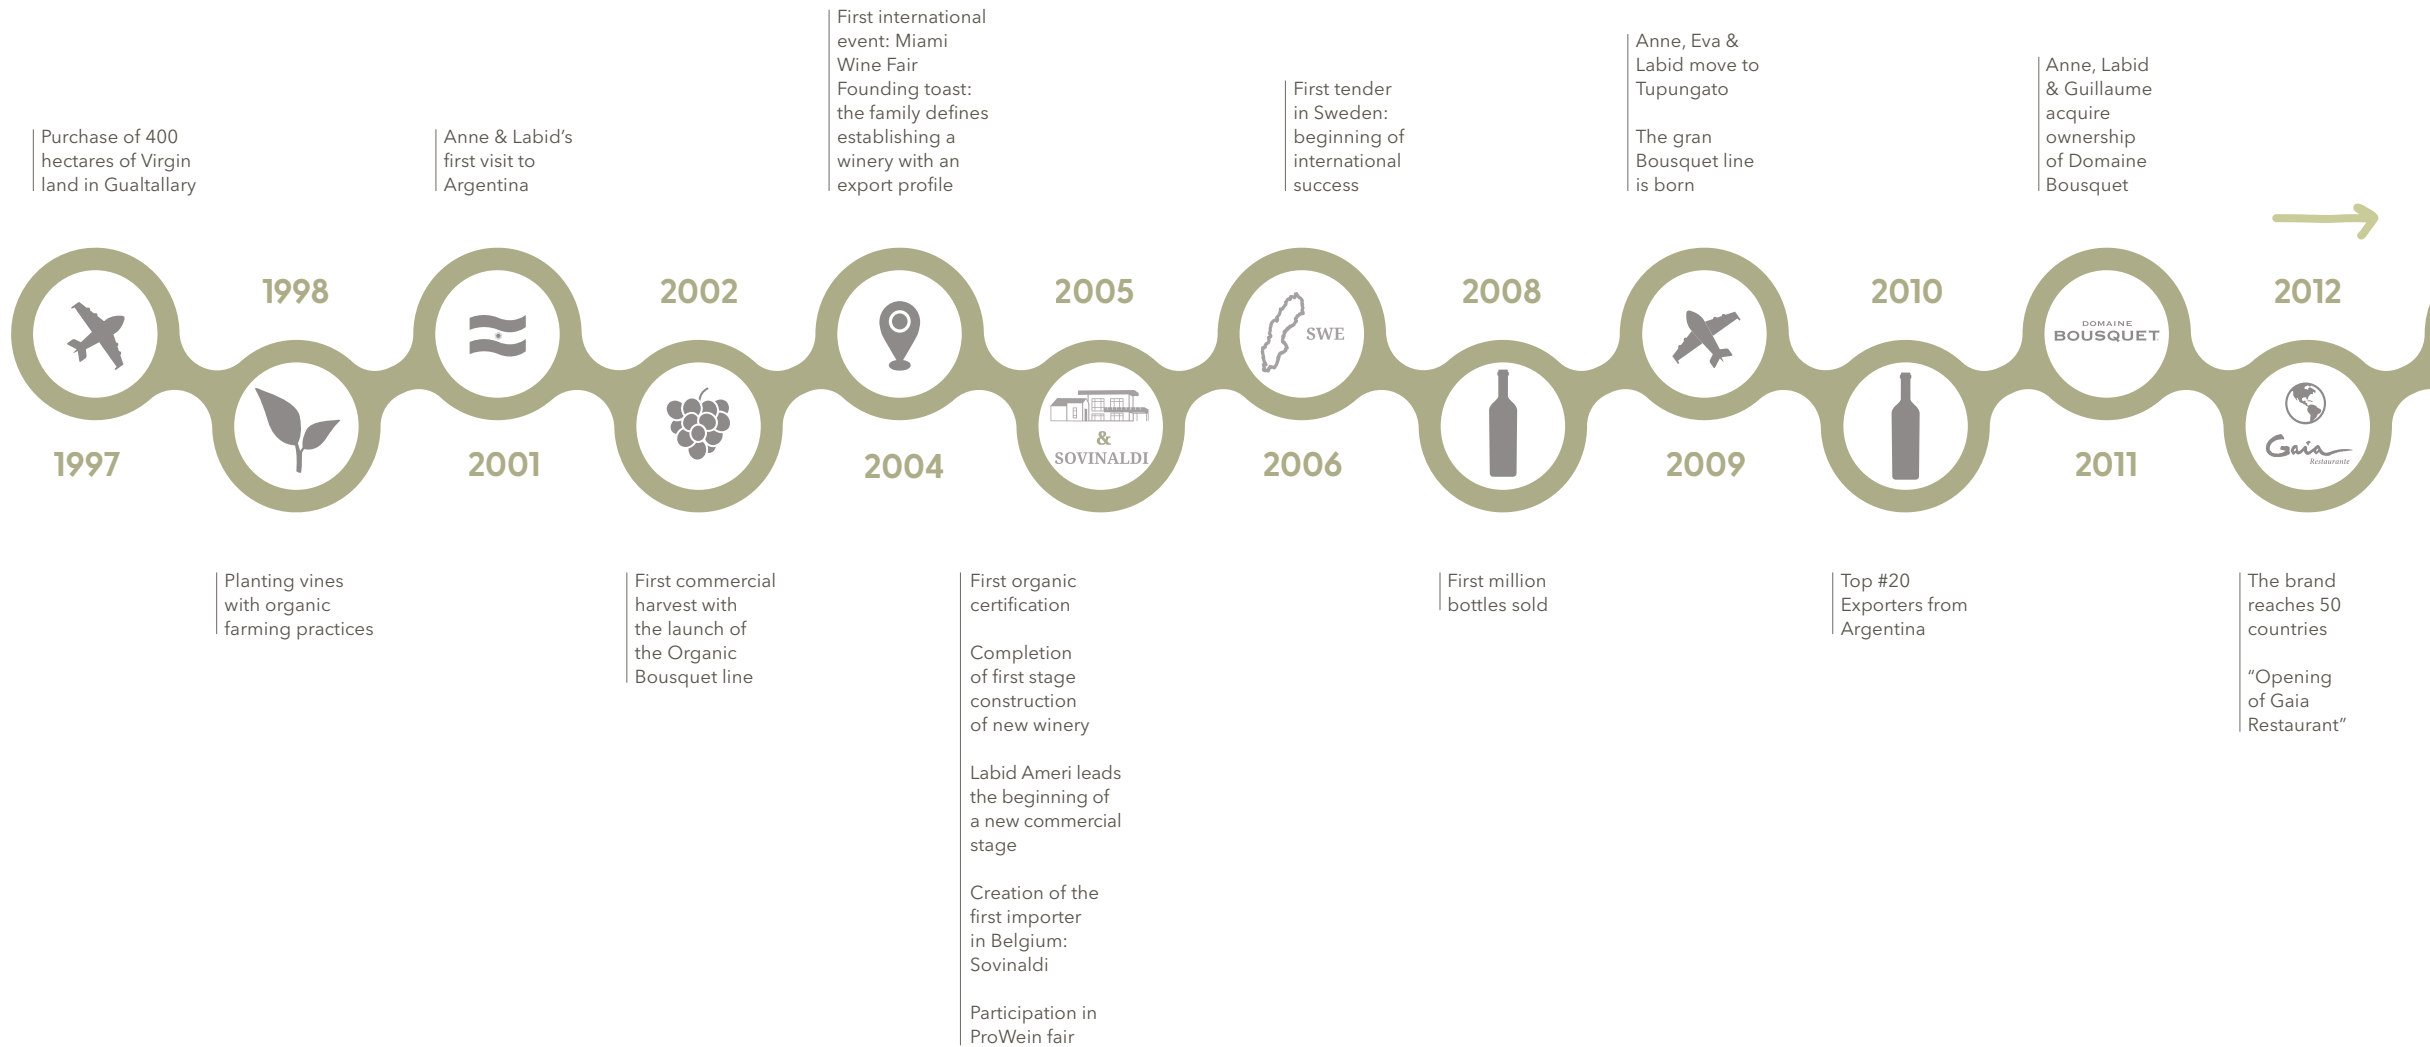 Purchase of 400
hectares of Virgin
land in Gualtallary
1997
1998
Planting vines
with organic
farming practices
Anne & Labid’s
first visit to
Argentina
2001
2002
First commercial
harvest with
the launch of
the Organic
Bousquet line
First international
event: Miami
Wine Fair
Founding toast:
the family defines
establishing a
winery with an
export profile
2004
2005
&
SOVINALDI
First organic
certification
Completion
of first stage
construction
of new winery
Labid Ameri leads
the beginning of
a new commercial
stage
Creation of the
first importer
in Belgium:
Sovinaldi
Participation in
ProWein fair
First tender
in Sweden:
beginning of
international
success
SWE
2006
2008
First million
bottles sold
Anne, Eva &
Labid move to
Tupungato
The gran
Bousquet line
is born
2009
2010
Top #20
Exporters from
Argentina
Anne, Labid
& Guillaume
acquire
ownership
of Domaine
Bousquet
DOMAINE
BOUSQUET
2011
2012
Gaia
Restaurante
The brand
reaches 50
countries
“Opening
of Gaia
Restaurant”